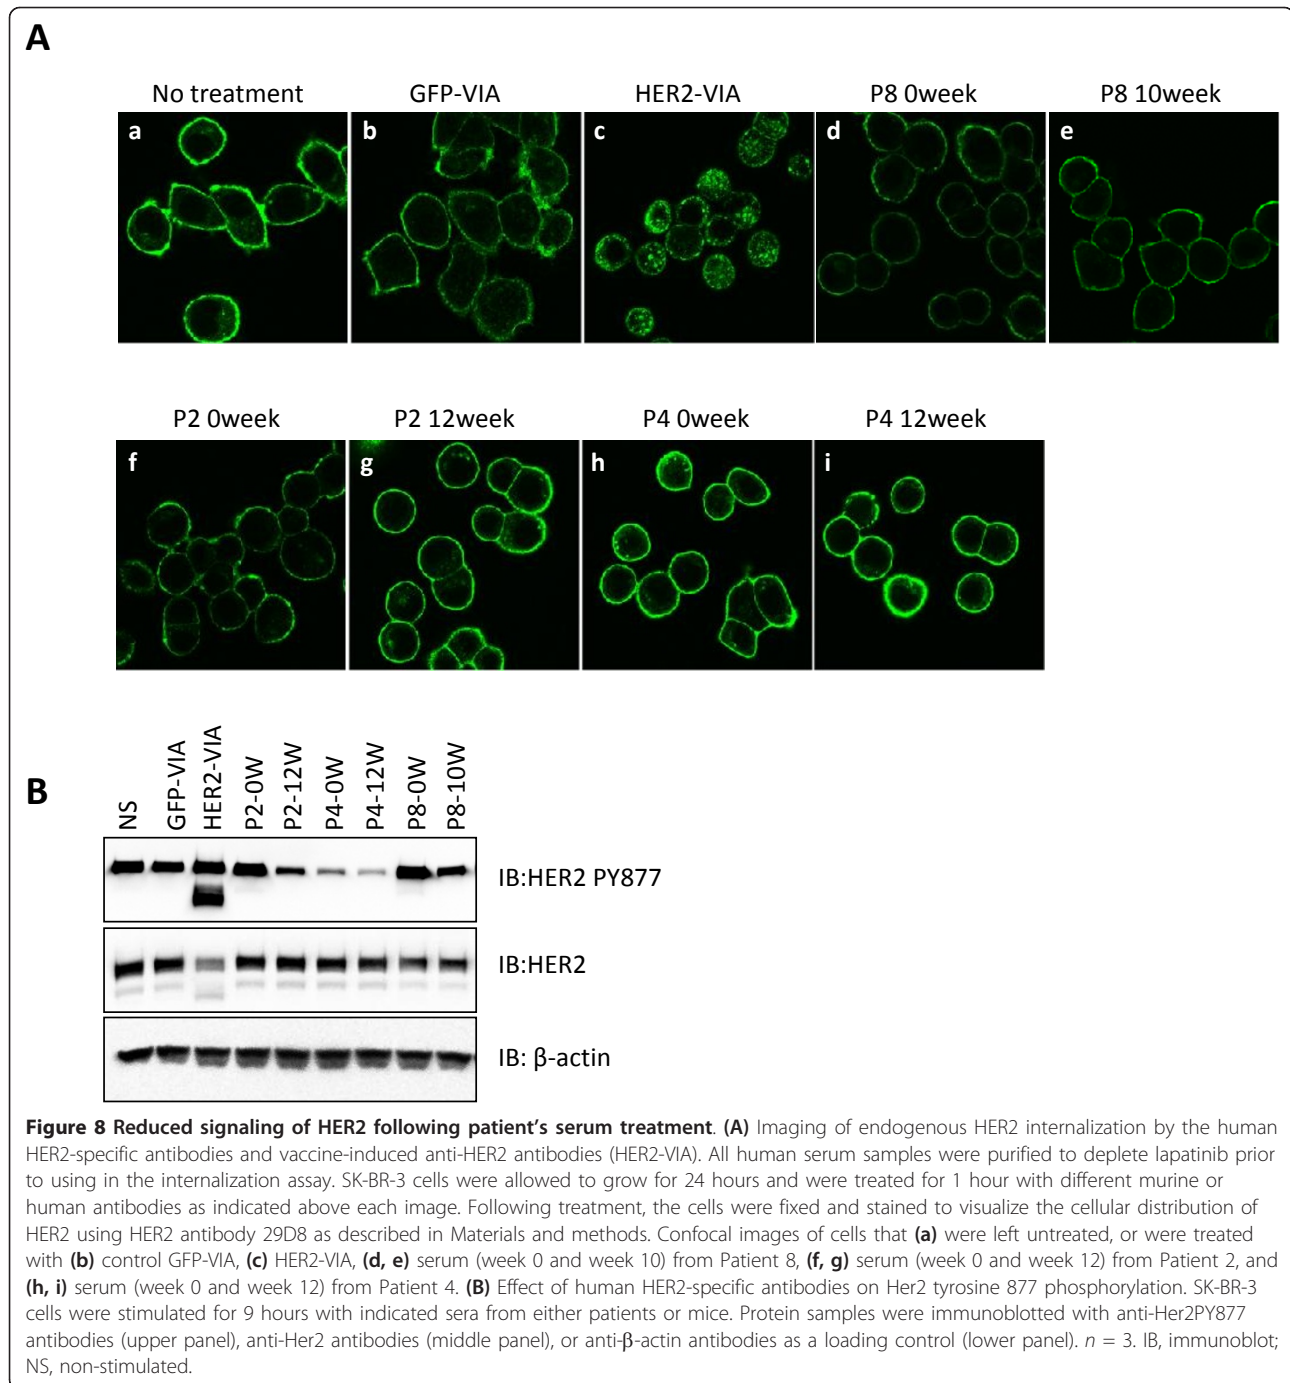 A
No treatment GFP-VIA HER2-VIA P8 0week P8 10week
a b c d e
P2 0week P2 12week P4 0week P4 12week
f g h i
B
NS GFP-VIA HER2-VIA P2-0W P2-12W P4-0W P4-12W P8-0W P8-10W
IB:HER2 PY877
IB:HER2
IB: β-actin
Figure 8 Reduced signaling of HER2 following patient's serum treatment. (A) Imaging of endogenous HER2 internalization by the human
HER2-specific antibodies and vaccine-induced anti-HER2 antibodies (HER2-VIA). All human serum samples were purified to deplete lapatinib prior
to using in the internalization assay. SK-BR-3 cells were allowed to grow for 24 hours and were treated for 1 hour with different murine or
human antibodies as indicated above each image. Following treatment, the cells were fixed and stained to visualize the cellular distribution of
HER2 using HER2 antibody 29D8 as described in Materials and methods. Confocal images of cells that (a) were left untreated, or were treated
with (b) control GFP-VIA, (c) HER2-VIA, (d, e) serum (week 0 and week 10) from Patient 8, (f, g) serum (week 0 and week 12) from Patient 2, and
(h, i) serum (week 0 and week 12) from Patient 4. (B) Effect of human HER2-specific antibodies on Her2 tyrosine 877 phosphorylation. SK-BR-3
cells were stimulated for 9 hours with indicated sera from either patients or mice. Protein samples were immunoblotted with anti-Her2PY877
antibodies (upper panel), anti-Her2 antibodies (middle panel), or anti-β-actin antibodies as a loading control (lower panel). n = 3. IB, immunoblot;
NS, non-stimulated.